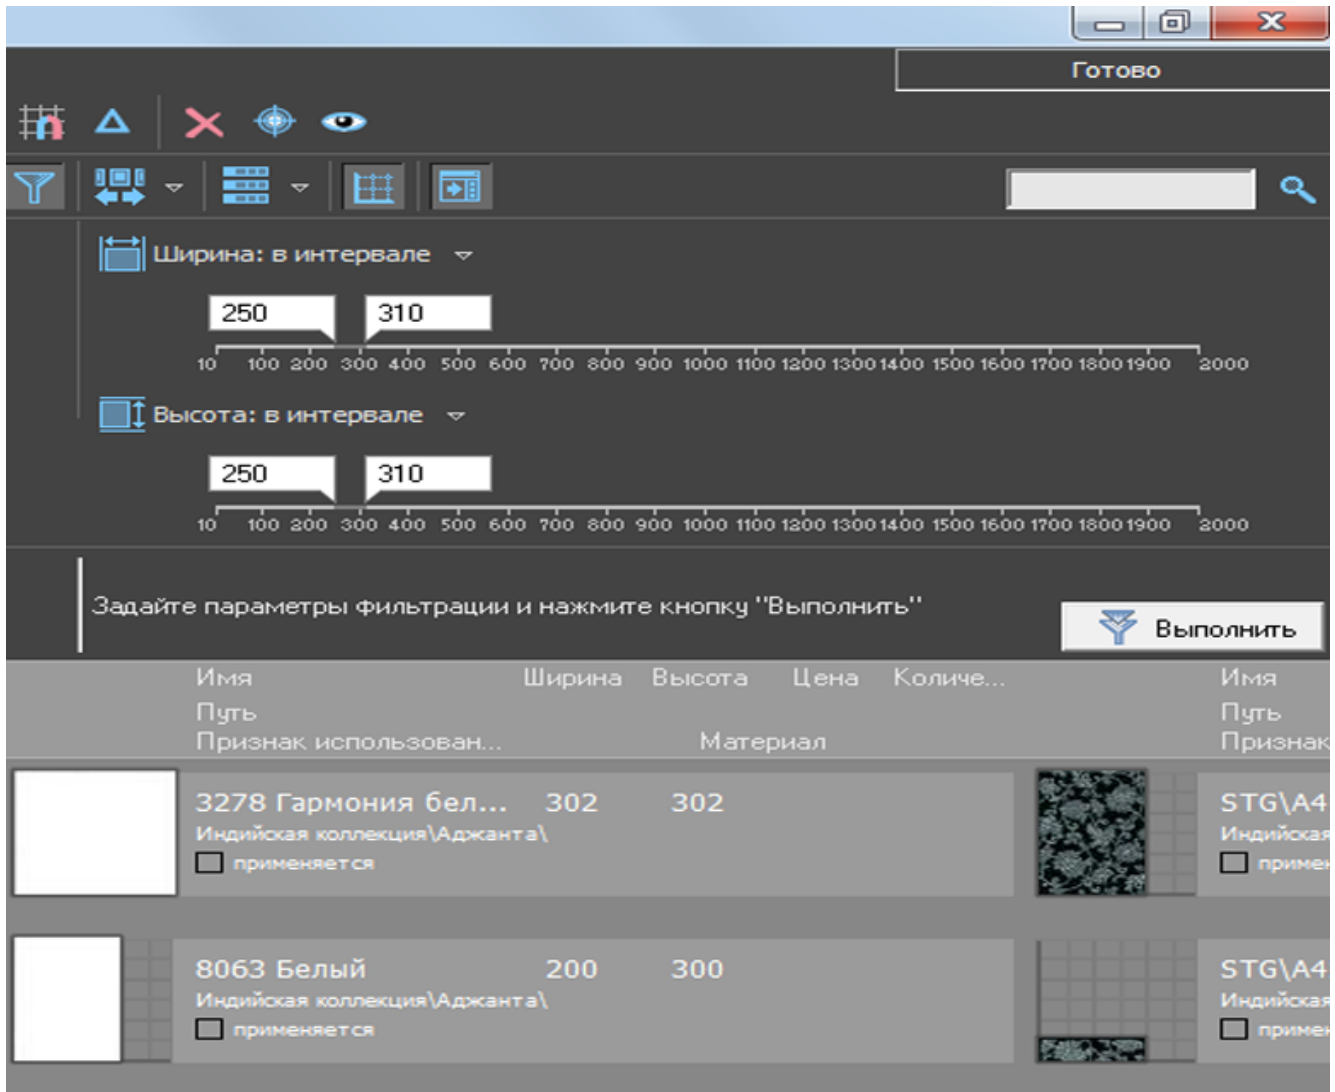 Готово
Ширина: в интервале
250 310
10 100 200 300 400 500 600 700 800 900 1000 1100 1200 1300 1400 1500 1600 1700 1800 1900 2000
Высота: в интервале
250 310
10 100 200 300 400 500 600 700 800 900 1000 1100 1200 1300 1400 1500 1600 1700 1800 1900 2000
Задайте параметры фильтрации и нажмите кнопку "Выполнить"
Выполнить
Имя Ширина Высота Цена Количе... Имя
Путь Путь
Признак использован... Материал Признак
3278 Гармония бел... 302 302 STG\A4
Индийская коллекция\Аджанта\ Индийская
применяется примен
8063 Белый 200 300 STG\A4
Индийская коллекция\Аджанта\ Индийская
применяется примен